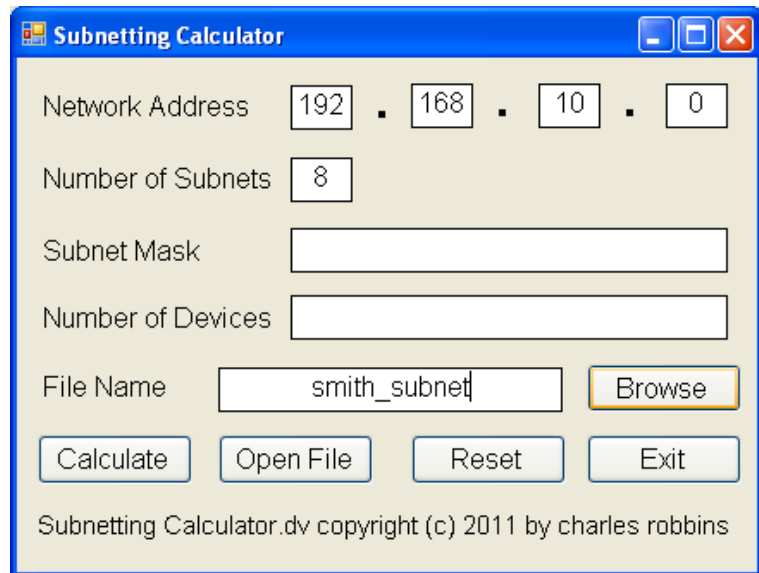 Subnetting Calculator
Network Address 192 . 168 . 10 . 0
Number of Subnets 8
Subnet Mask
Number of Devices
File Name smith_subnet Browse
Calculate Open File Reset Exit
Subnetting Calculator.dv copyright (c) 2011 by charles robbins